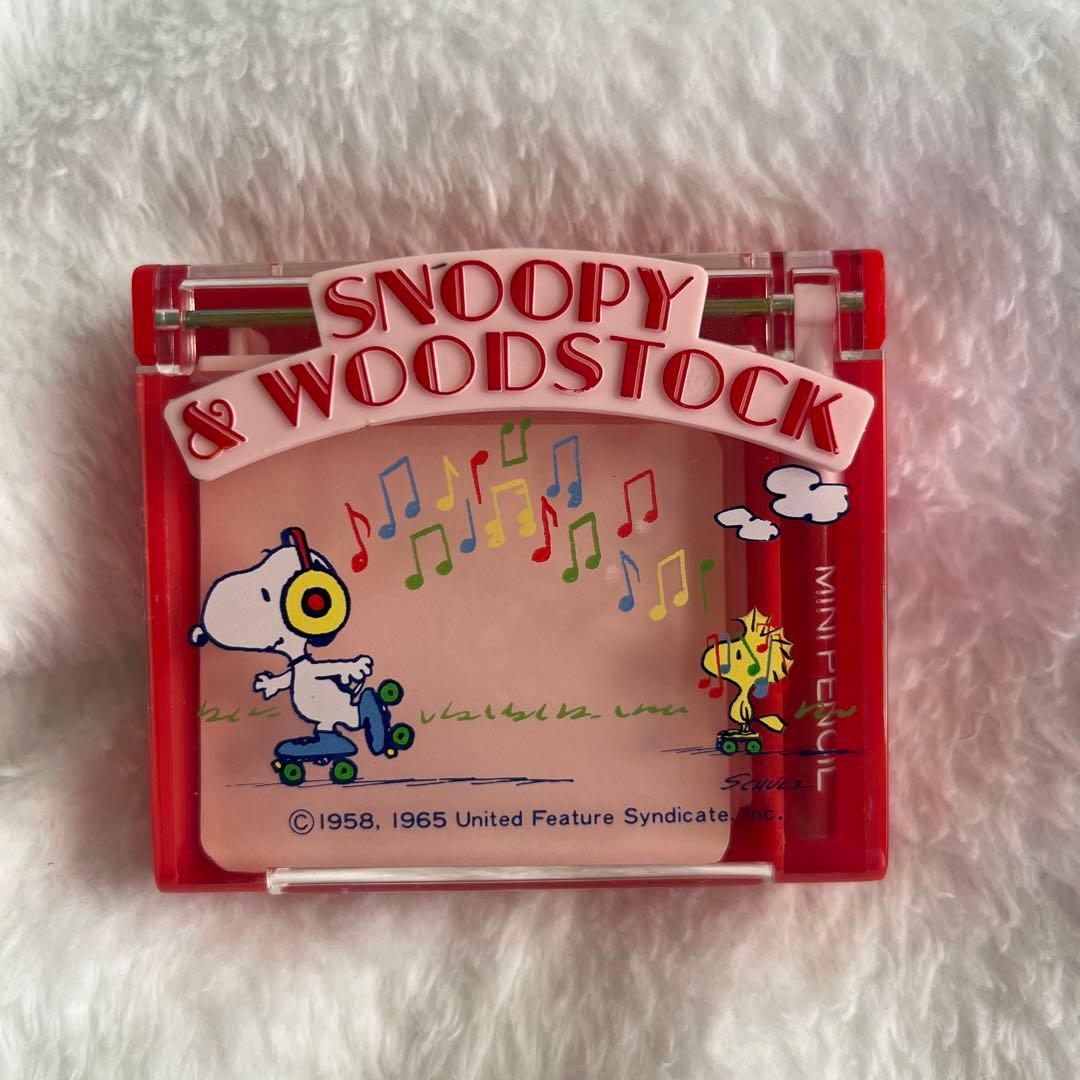 SNOOPY
& WOODSTOCK
MINI PENCIL
SCHULZ
©1958, 1965 United Feature Syndicate, Inc.